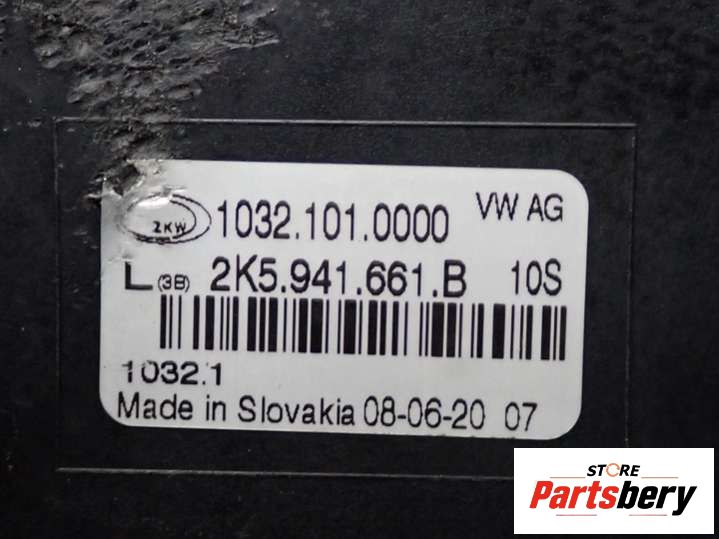 2KW 1032.101.0000 VW AG
L (3B) 2K5.941.661.B 10S
1032.1
Made in Slovakia 08-06-20 07
STORE
Partsbery